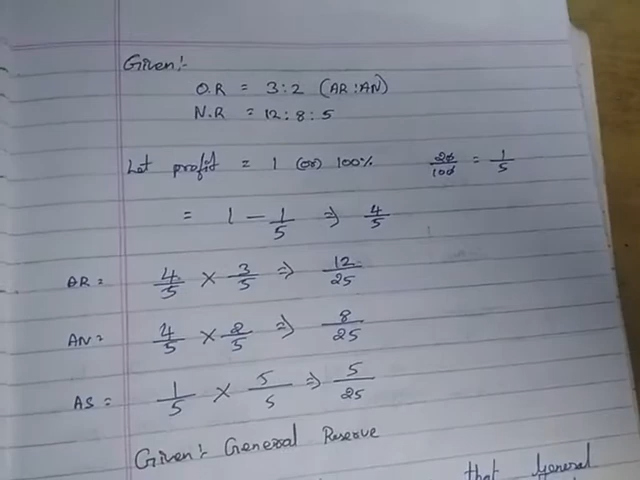 Given:-
O.R = 3:2 (AR:AN)
N.R = 12:8:5
Let profit = 1 (or) 100% 20/100 = 1/5
= 1 - 1/5 ⇒ 4/5
AR= 4/5 × 3/5 ⇒ 12/25
AN= 4/5 × 2/5 ⇒ 8/25
AS= 1/5 × 5/5 ⇒ 5/25
Given:- General Reserve
that general